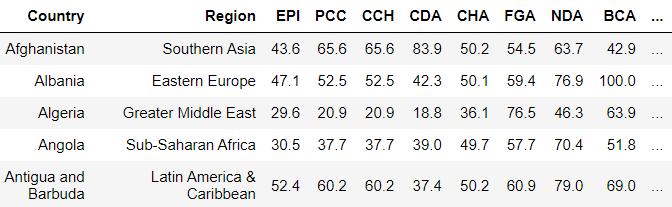 Country Region EPI PCC CCH CDA CHA FGA NDA BCA ...
Afghanistan Southern Asia 43.6 65.6 65.6 83.9 50.2 54.5 63.7 42.9 ...
Albania Eastern Europe 47.1 52.5 52.5 42.3 50.1 59.4 76.9 100.0 ...
Algeria Greater Middle East 29.6 20.9 20.9 18.8 36.1 76.5 46.3 63.9 ...
Angola Sub-Saharan Africa 30.5 37.7 37.7 39.0 49.7 57.7 70.4 51.8 ...
Antigua and Latin America &
Barbuda Caribbean 52.4 60.2 60.2 37.4 50.2 60.9 79.0 69.0 ...